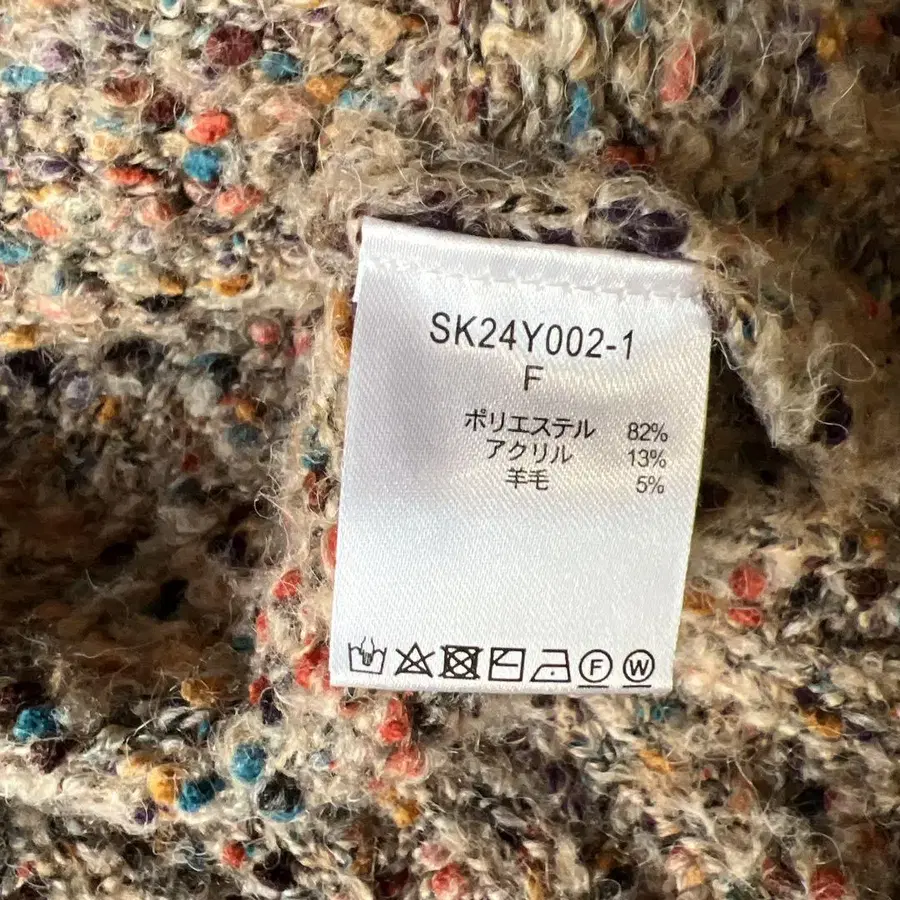 SK24Y002-1
F
ポリエステル 82%
アクリル 13%
羊毛 5%
F W